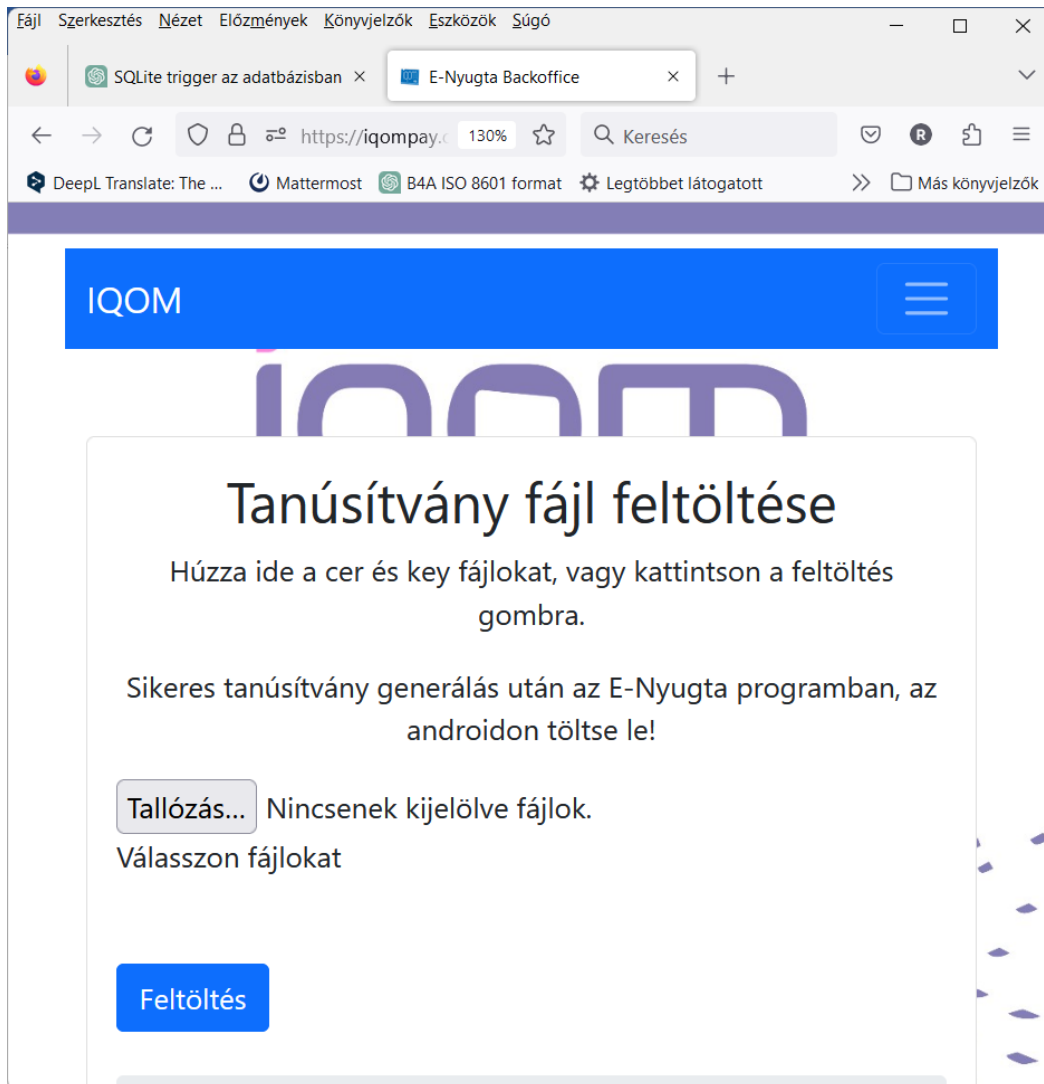 Fájl Szerkesztés Nézet Előzmények Könyvjelzők Eszközök Súgó
SQLite trigger az adatbázisban
E-Nyugta Backoffice
https://iqompay. 130% Keresés R
DeepL Translate: The ... Mattermost B4A ISO 8601 format Legtöbbet látogatott Más könyvjelzők
IQOM
iqom
Tanúsítvány fájl feltöltése
Húzza ide a cer és key fájlokat, vagy kattintson a feltöltés
gombra.
Sikeres tanúsítvány generálás után az E-Nyugta programban, az
androidon töltse le!
Tallózás... Nincsenek kijelölve fájlok.
Válasszon fájlokat
Feltöltés